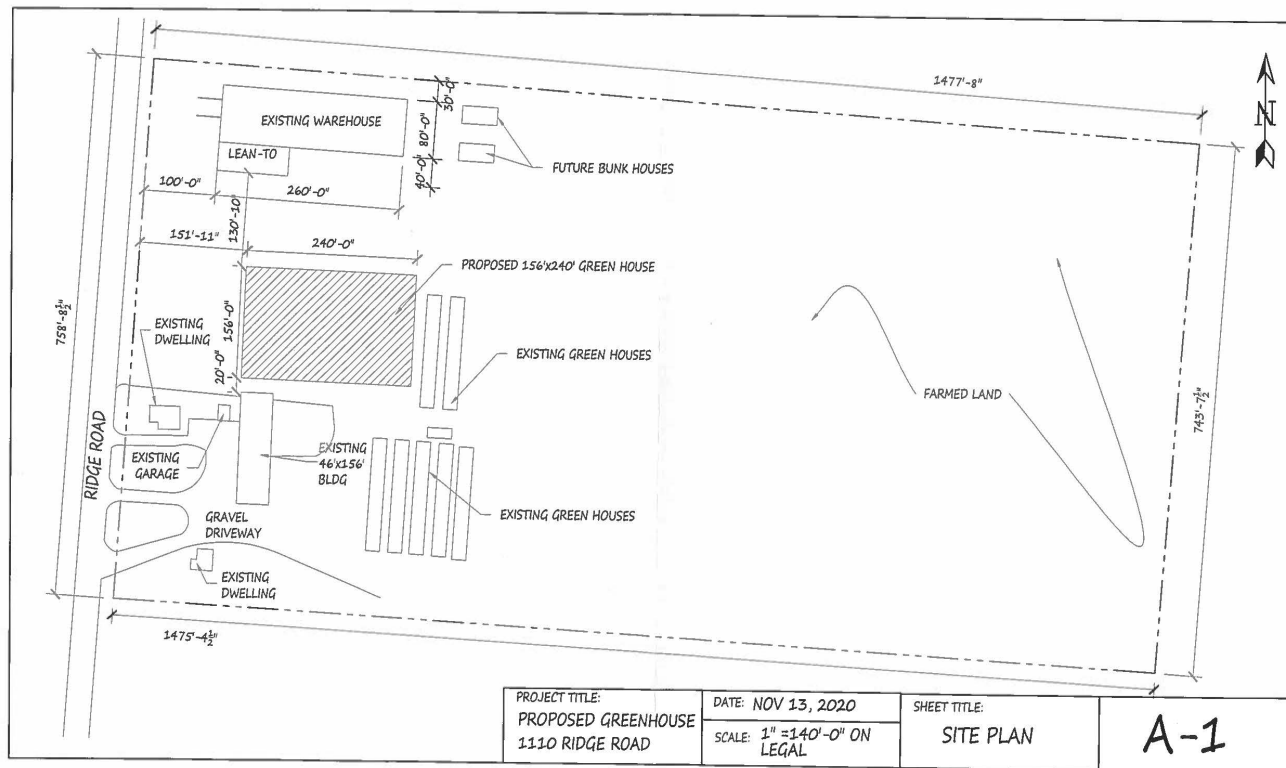 1477'-8"
N
30'-0"
EXISTING WAREHOUSE
80'-0"
LEAN-TO
FUTURE BUNK HOUSES
40'-0"
100'-0"
260'-0"
130'-10"
151'-11"
240'-0"
PROPOSED 156'x240' GREEN HOUSE
758'-8½"
EXISTING
DWELLING
156'-0"
EXISTING GREEN HOUSES
20'-0"
FARMED LAND
743'-7½"
RIDGE ROAD
EXISTING
GARAGE
EXISTING
46'x156'
BLDG
GRAVEL
DRIVEWAY
EXISTING GREEN HOUSES
EXISTING
DWELLING
1475'-4½"
PROJECT TITLE:
PROPOSED GREENHOUSE
1110 RIDGE ROAD
DATE: NOV 13, 2020
SCALE: 1" =140'-0" ON
LEGAL
SHEET TITLE:
SITE PLAN
A-1